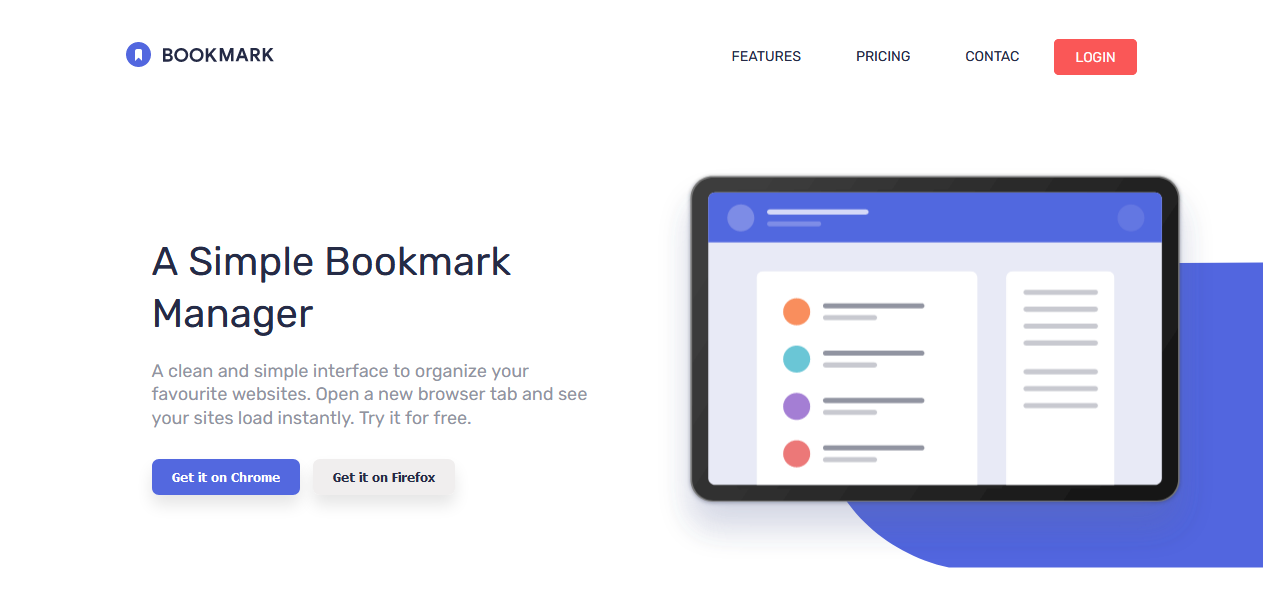 BOOKMARK
FEATURES
PRICING
CONTAC
LOGIN
A Simple Bookmark
Manager
A clean and simple interface to organize your
favourite websites. Open a new browser tab and see
your sites load instantly. Try it for free.
Get it on Chrome
Get it on Firefox